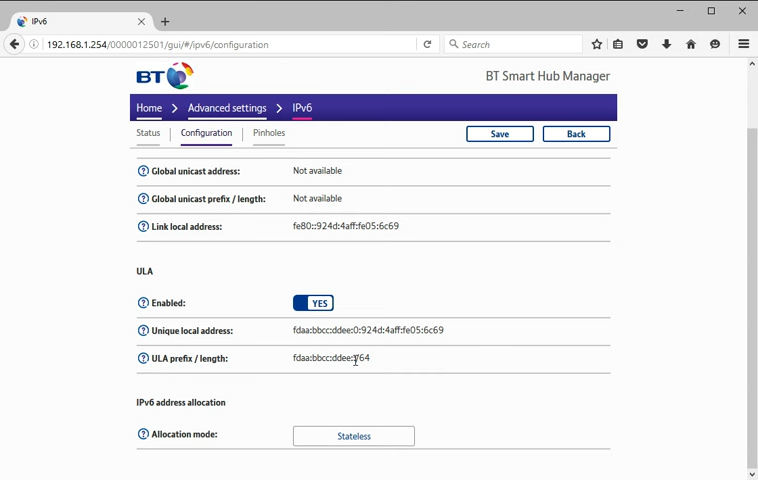 IPv6
192.168.1.254/0000012501/gui/#/ipv6/configuration
Search
BT
BT Smart Hub Manager
Home > Advanced settings > IPv6
Status | Configuration | Pinholes
Save
Back
? Global unicast address: Not available
? Global unicast prefix / length: Not available
? Link local address: fe80::924d:4aff:fe05:6c69
ULA
? Enabled: YES
? Unique local address: fdaa:bbcc:ddee:0:924d:4aff:fe05:6c69
? ULA prefix / length: fdaa:bbcc:ddee:
IPv6 address allocation
? Allocation mode: Stateless